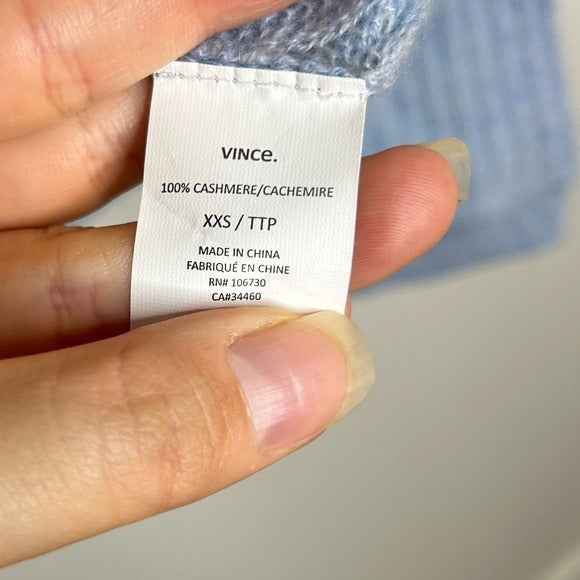 VINCe.
100% CASHMERE/CACHEMIRE
XXS / TTP
MADE IN CHINA
FABRIQUÉ EN CHINE
RN# 106730
CA#34460